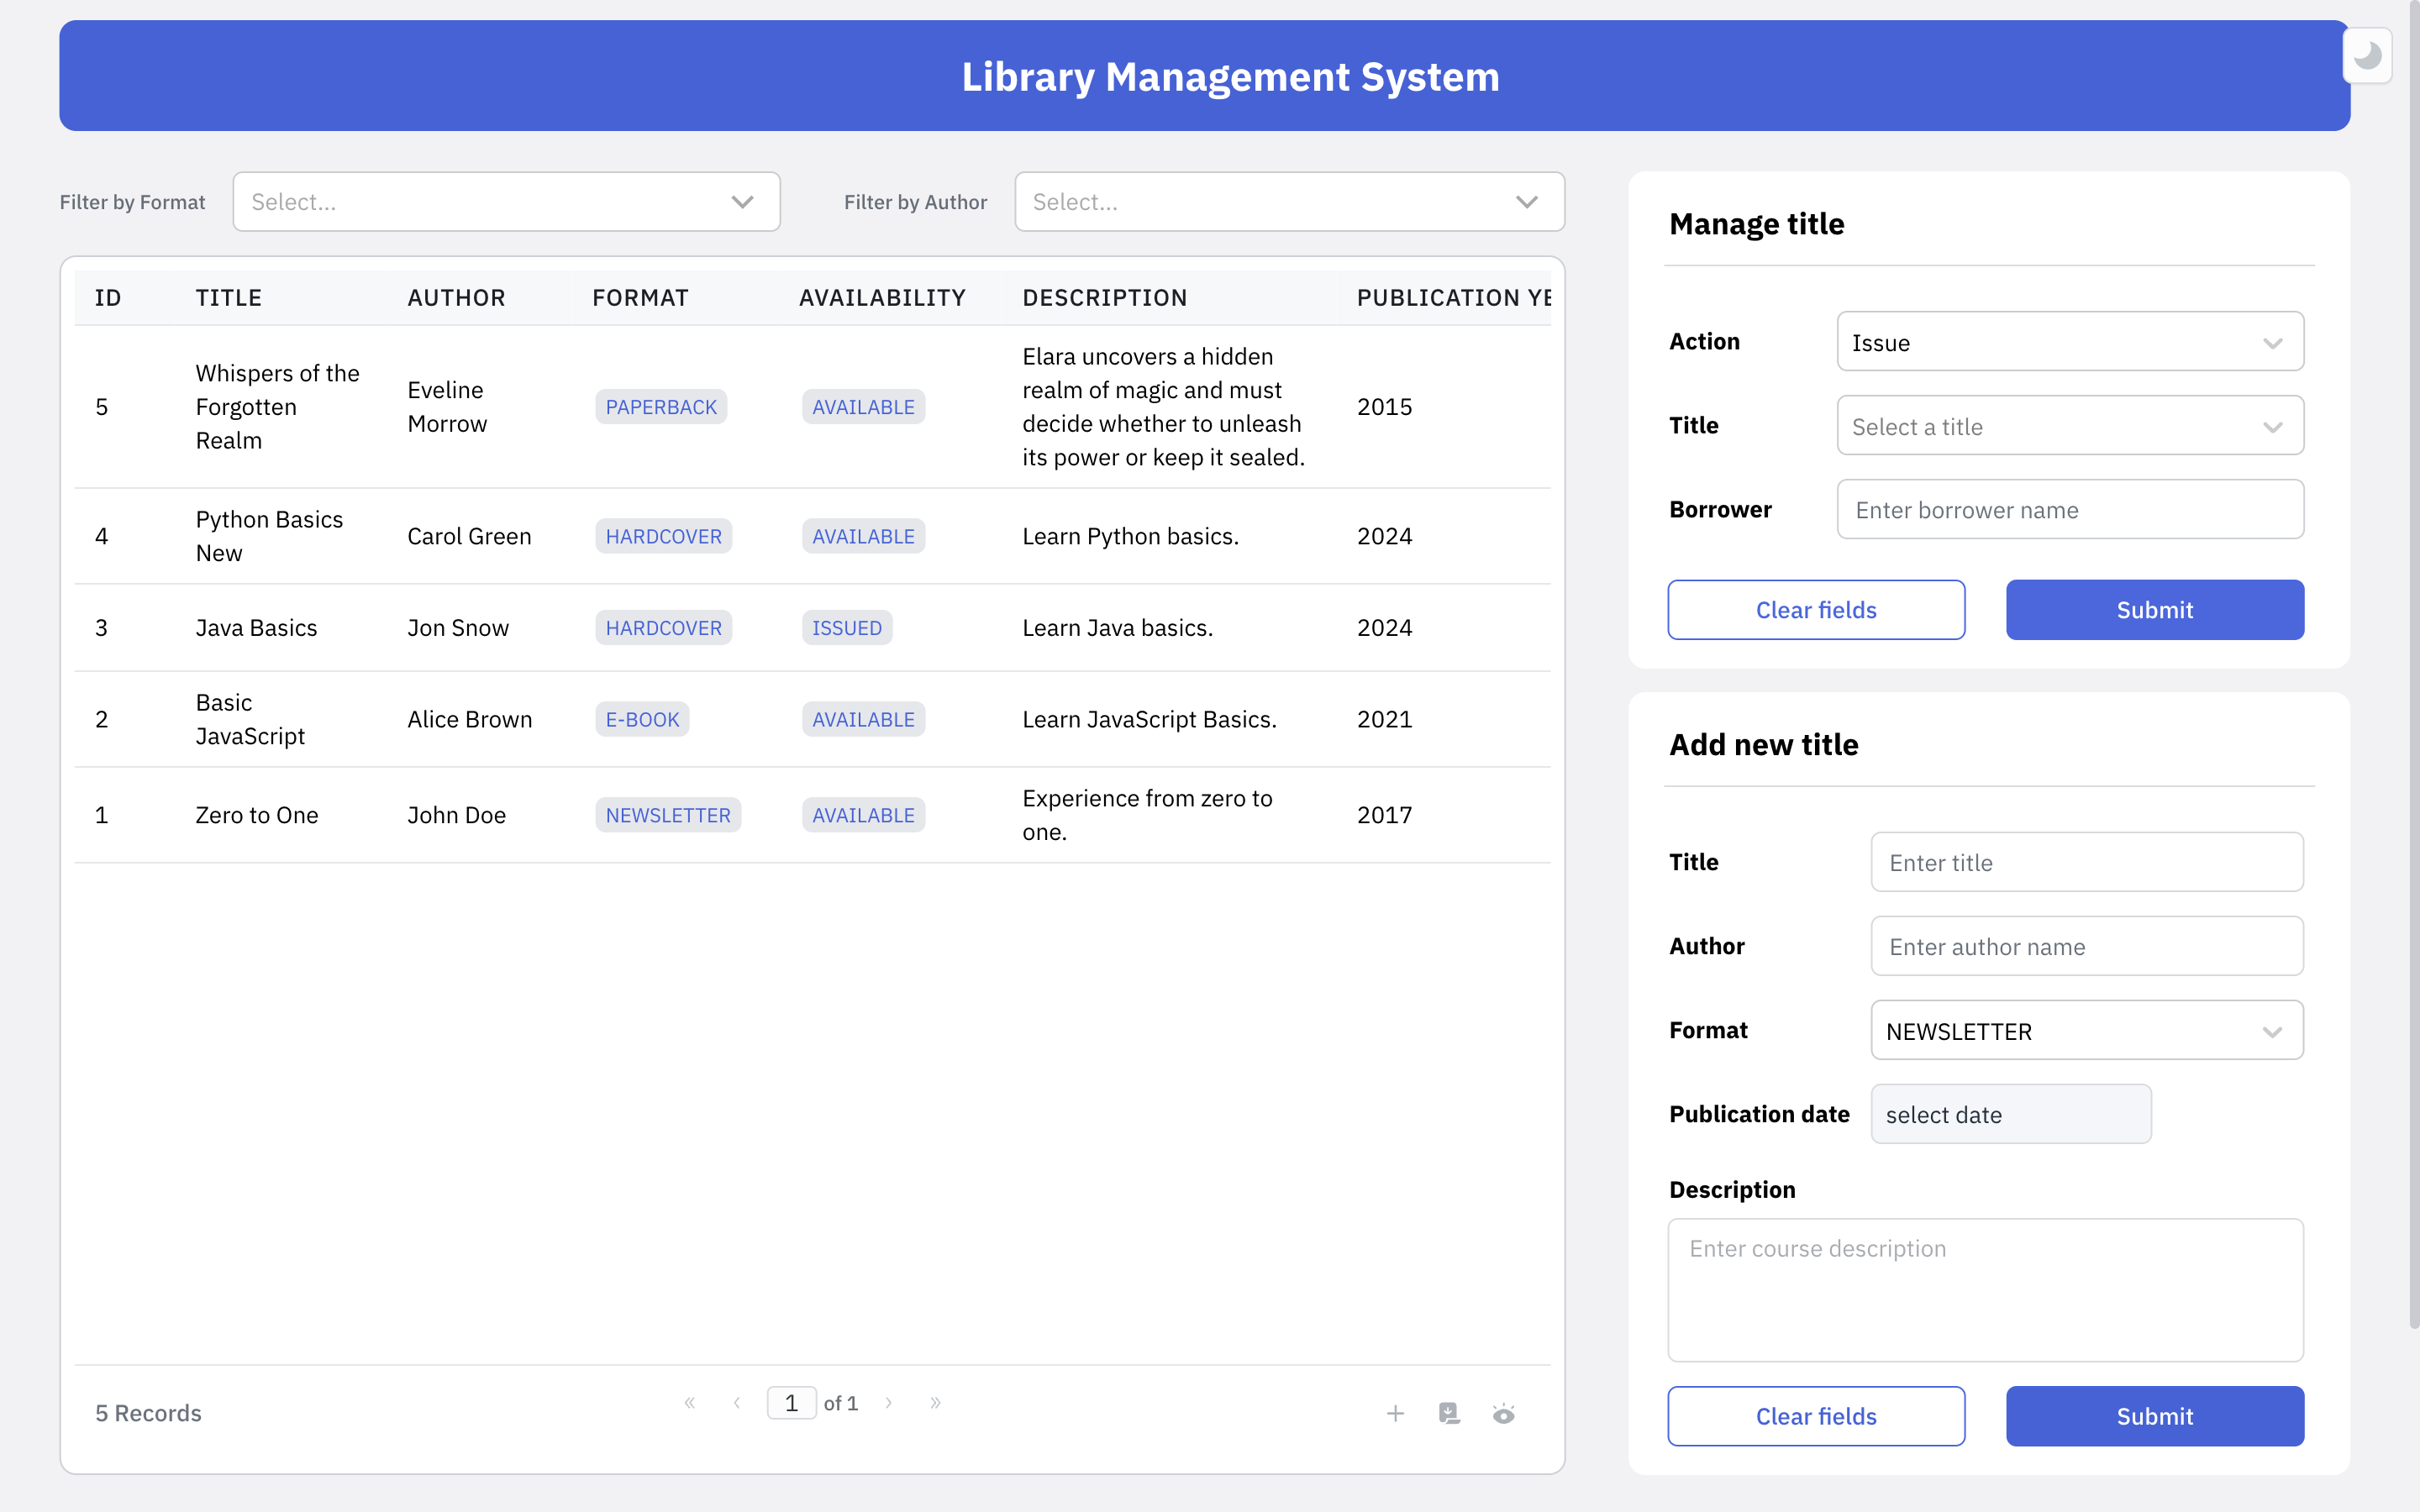 Library Management System
Filter by Format
Select...
Filter by Author
Select...
ID TITLE AUTHOR FORMAT AVAILABILITY DESCRIPTION PUBLICATION YE
5
Whispers of the
Forgotten
Realm
Eveline
Morrow
PAPERBACK
AVAILABLE
Elara uncovers a hidden
realm of magic and must
decide whether to unleash
its power or keep it sealed.
2015
4
Python Basics
New
Carol Green
HARDCOVER
AVAILABLE
Learn Python basics.
2024
3
Java Basics
Jon Snow
HARDCOVER
ISSUED
Learn Java basics.
2024
2
Basic
JavaScript
Alice Brown
E-BOOK
AVAILABLE
Learn JavaScript Basics.
2021
1
Zero to One
John Doe
NEWSLETTER
AVAILABLE
Experience from zero to
one.
2017
5 Records
« ‹ 1 of 1 › »
Manage title
Action
Issue
Title
Select a title
Borrower
Enter borrower name
Clear fields
Submit
Add new title
Title
Enter title
Author
Enter author name
Format
NEWSLETTER
Publication date
select date
Description
Enter course description
Clear fields
Submit